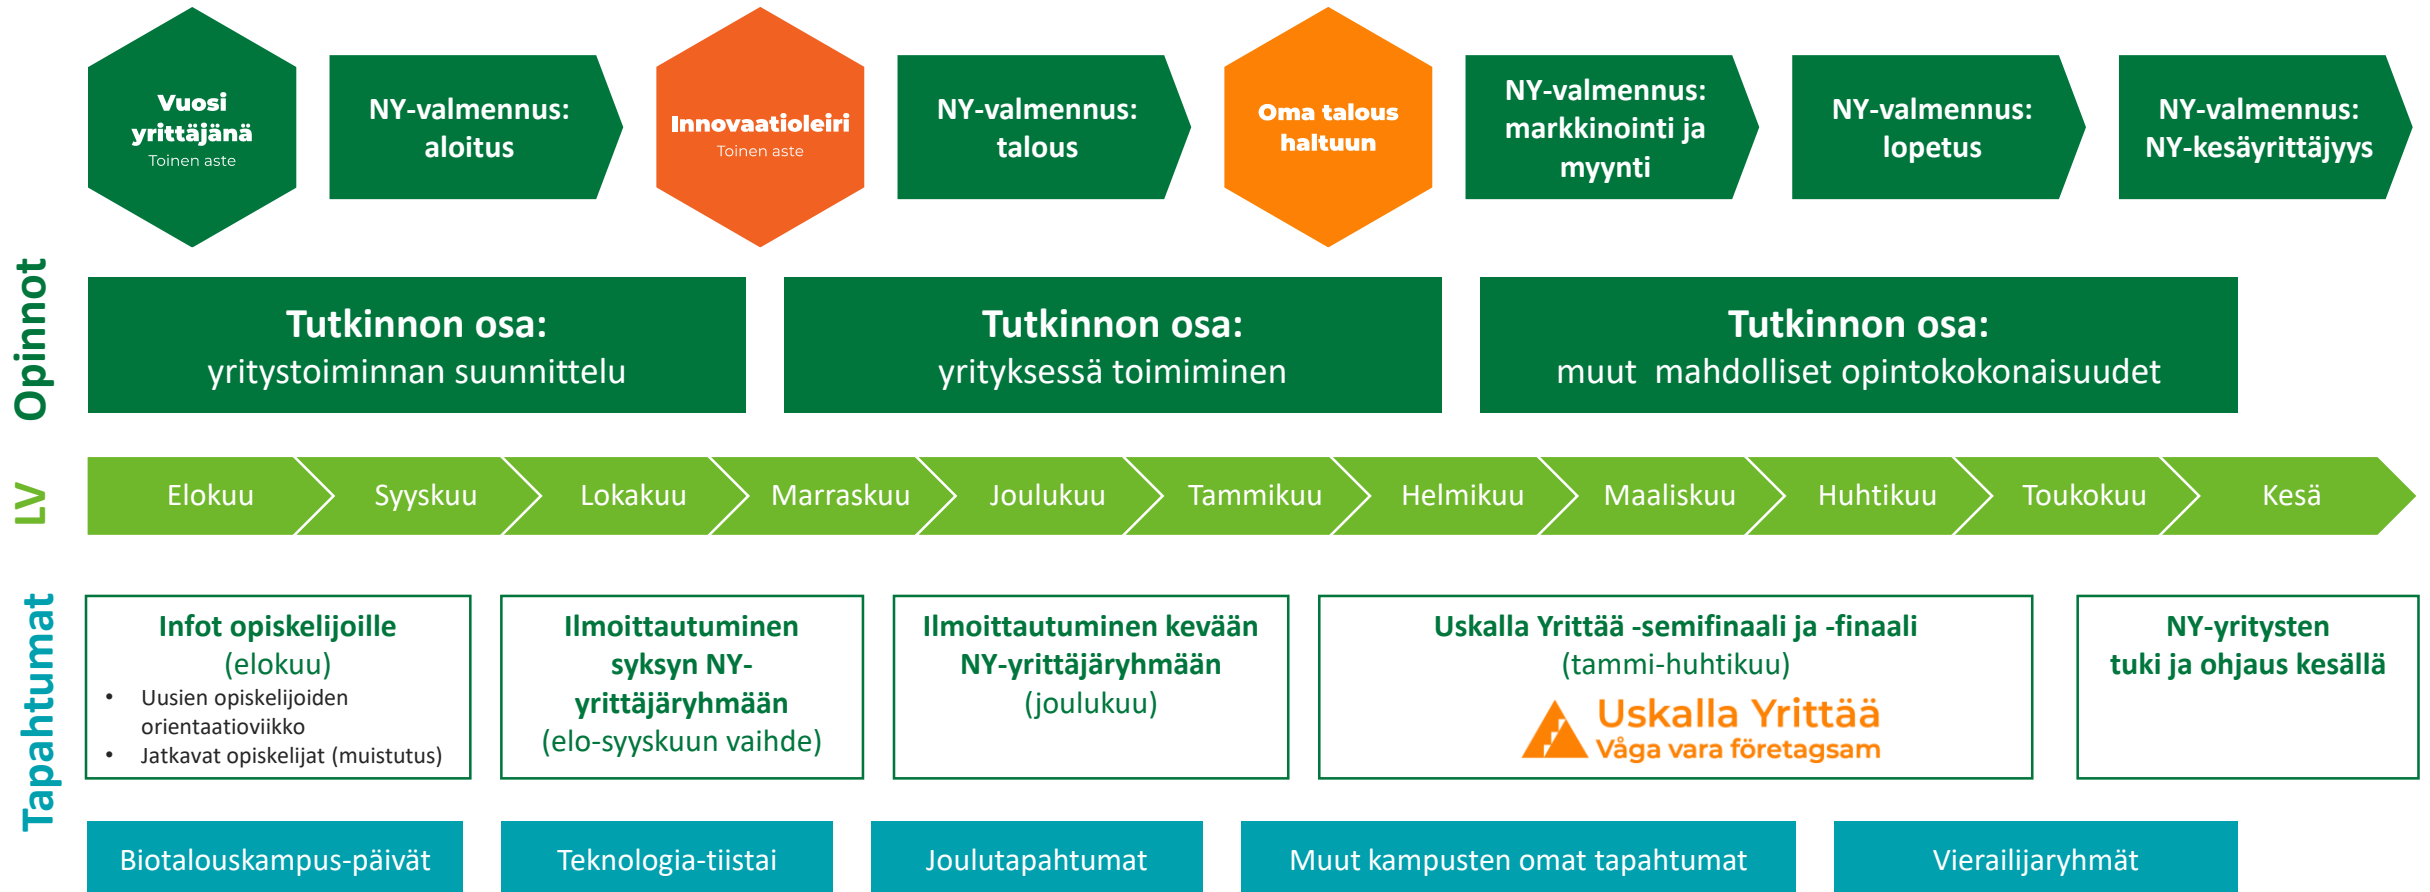 Vuosi
yrittäjänä
Toinen aste
NY-valmennus:
aloitus
Innovaatioleiri
Toinen aste
NY-valmennus:
talous
Oma talous
haltuun
NY-valmennus:
markkinointi ja
myynti
NY-valmennus:
lopetus
NY-valmennus:
NY-kesäyrittäjyys
Opinnot
Tutkinnon osa:
yritystoiminnan suunnittelu
Tutkinnon osa:
yrityksessä toimiminen
Tutkinnon osa:
muut mahdolliset opintokokonaisuudet
LV
Elokuu
Syyskuu
Lokakuu
Marraskuu
Joulukuu
Tammikuu
Helmikuu
Maaliskuu
Huhtikuu
Toukokuu
Kesä
Tapahtumat
Infot opiskelijoille
(elokuu)
• Uusien opiskelijoiden
orientaatioviikko
• Jatkavat opiskelijat (muistutus)
Ilmoittautuminen
syksyn NY-
yrittäjäryhmään
(elo-syyskuun vaihde)
Ilmoittautuminen kevään
NY-yrittäjäryhmään
(joulukuu)
Uskalla Yrittää -semifinaali ja -finaali
(tammi-huhtikuu)
Uskalla Yrittää
Våga vara företagsam
NY-yritysten
tuki ja ohjaus kesällä
Biotalouskampus-päivät
Teknologia-tiistai
Joulutapahtumat
Muut kampusten omat tapahtumat
Vierailijaryhmät